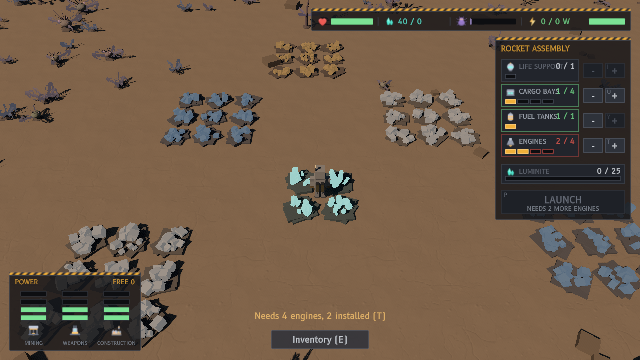 40 / 0
0 / 0 W
ROCKET ASSEMBLY
LIFE SUPPO 0 / 1
- +
CARGO BAYS 1 / 4
- +
FUEL TANKS 1 / 1
- +
ENGINES 2 / 4
- +
LUMINITE 0 / 25
P
LAUNCH
NEEDS 2 MORE ENGINES
POWER FREE 0
MINING WEAPONS CONSTRUCTION
Needs 4 engines, 2 installed [T]
Inventory [E]